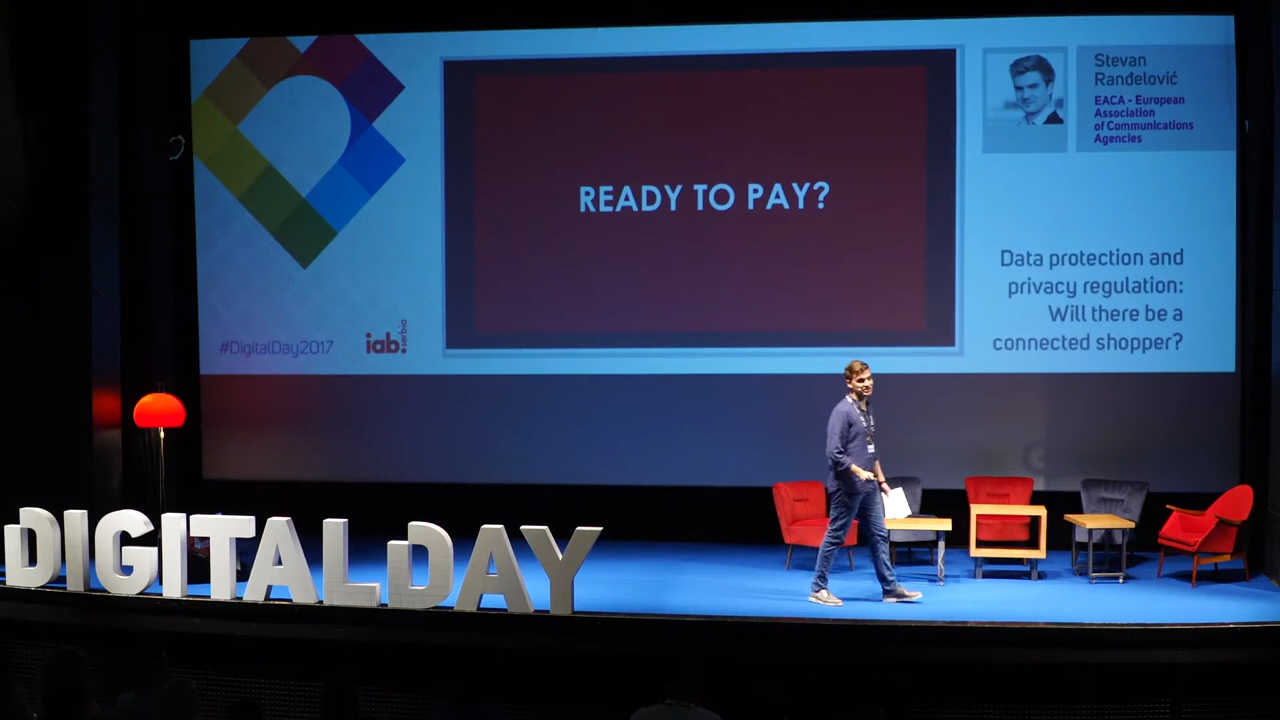 READY TO PAY?
Stevan
Ranđelović
EACA - European
Association
of Communications
Agencies
Data protection and
privacy regulation:
Will there be a
connected shopper?
#DigitalDay2017
iab.
serbia
DIGITALDAY